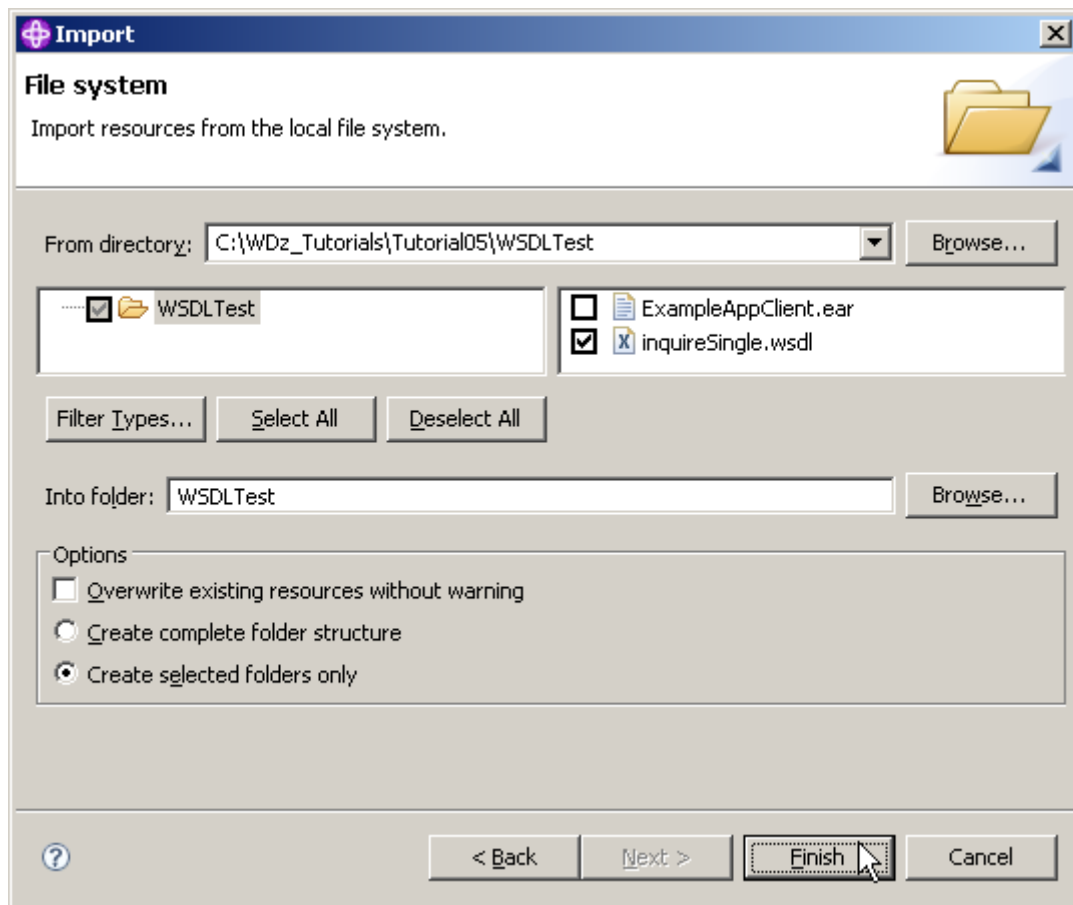 Import
File system
Import resources from the local file system.
From directory: C:\WDz_Tutorials\Tutorial05\WSDLTest Browse...
WSDLTest
ExampleAppClient.ear
inquireSingle.wsdl
Filter Types... Select All Deselect All
Into folder: WSDLTest Browse...
Options
Overwrite existing resources without warning
Create complete folder structure
Create selected folders only
? < Back Next > Finish Cancel